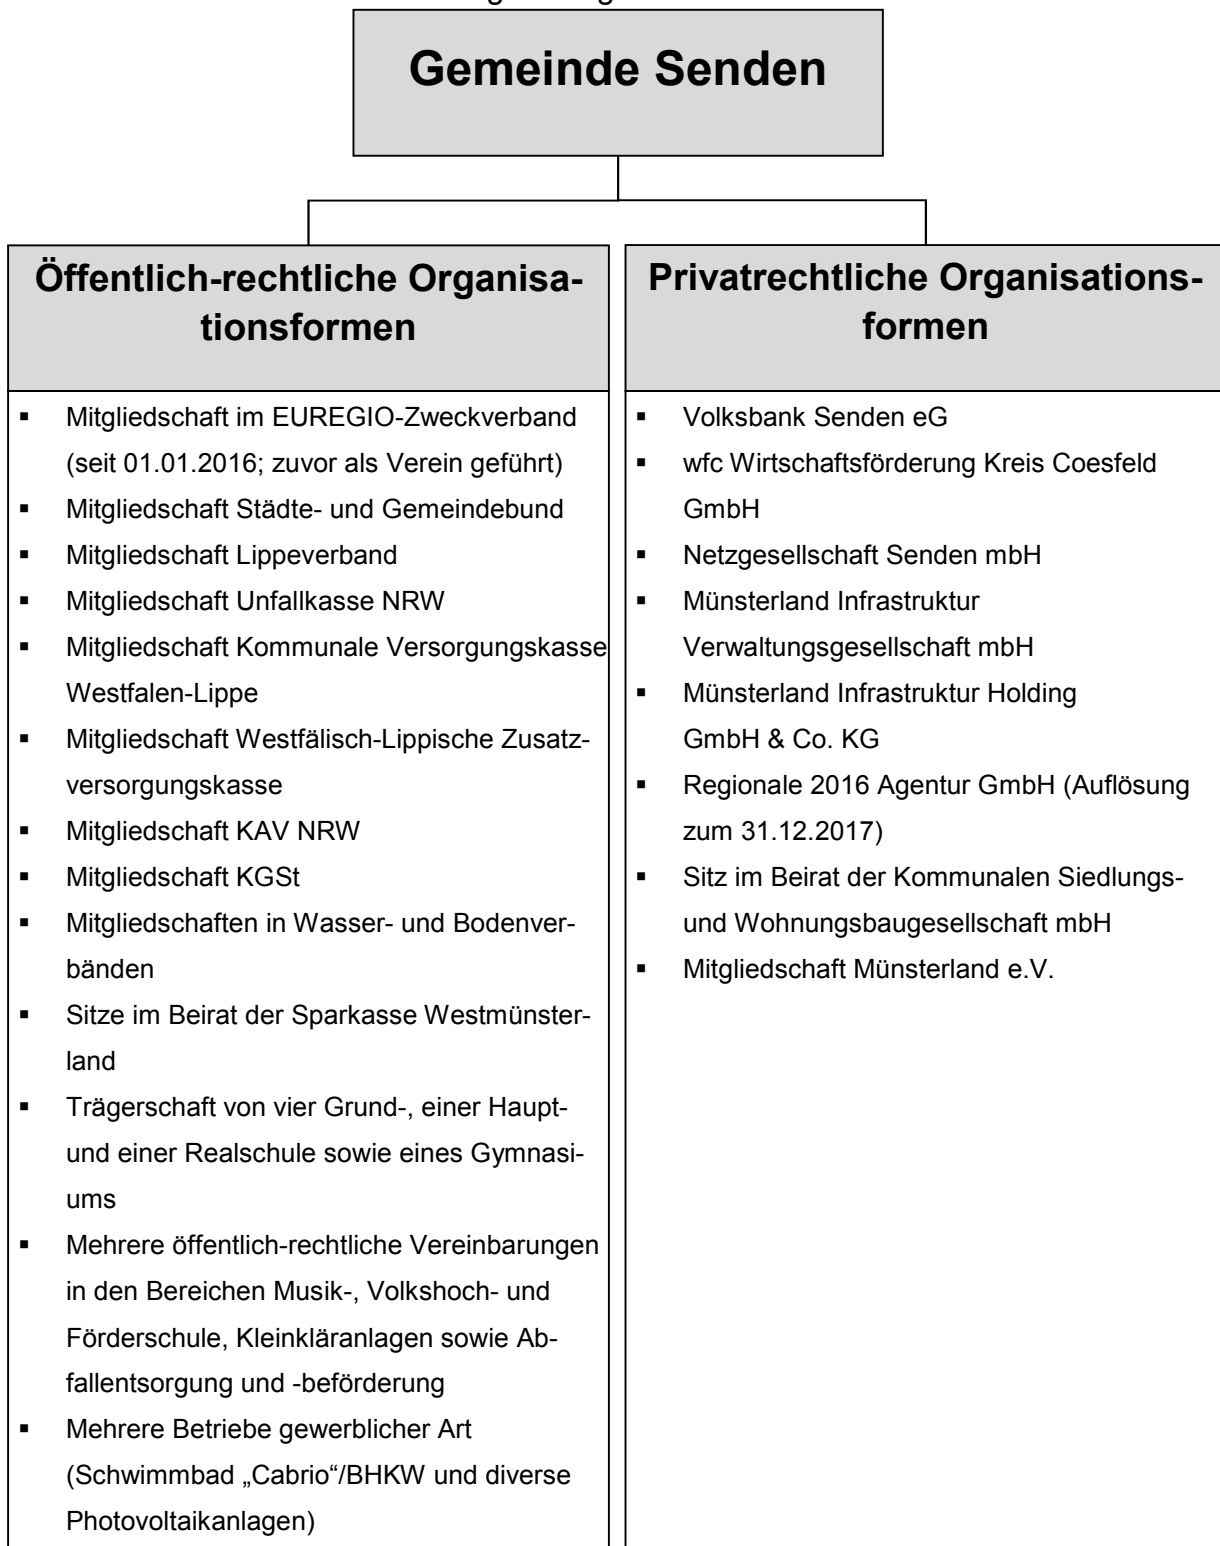 Gemeinde Senden
Öffentlich-rechtliche Organisa-
tionsformen
▪ Mitgliedschaft im EUREGIO-Zweckverband
(seit 01.01.2016; zuvor als Verein geführt)
▪ Mitgliedschaft Städte- und Gemeindebund
▪ Mitgliedschaft Lippeverband
▪ Mitgliedschaft Unfallkasse NRW
▪ Mitgliedschaft Kommunale Versorgungskasse
Westfalen-Lippe
▪ Mitgliedschaft Westfälisch-Lippische Zusatz-
versorgungskasse
▪ Mitgliedschaft KAV NRW
▪ Mitgliedschaft KGSt
▪ Mitgliedschaften in Wasser- und Bodenver-
bänden
▪ Sitze im Beirat der Sparkasse Westmünster-
land
▪ Trägerschaft von vier Grund-, einer Haupt-
und einer Realschule sowie eines Gymnasi-
ums
▪ Mehrere öffentlich-rechtliche Vereinbarungen
in den Bereichen Musik-, Volkshoch- und
Förderschule, Kleinkläranlagen sowie Ab-
fallentsorgung und -beförderung
▪ Mehrere Betriebe gewerblicher Art
(Schwimmbad „Cabrio“/BHKW und diverse
Photovoltaikanlagen)
Privatrechtliche Organisations-
formen
▪ Volksbank Senden eG
▪ wfc Wirtschaftsförderung Kreis Coesfeld
GmbH
▪ Netzgesellschaft Senden mbH
▪ Münsterland Infrastruktur
Verwaltungsgesellschaft mbH
▪ Münsterland Infrastruktur Holding
GmbH & Co. KG
▪ Regionale 2016 Agentur GmbH (Auflösung
zum 31.12.2017)
▪ Sitz im Beirat der Kommunalen Siedlungs-
und Wohnungsbaugesellschaft mbH
▪ Mitgliedschaft Münsterland e.V.